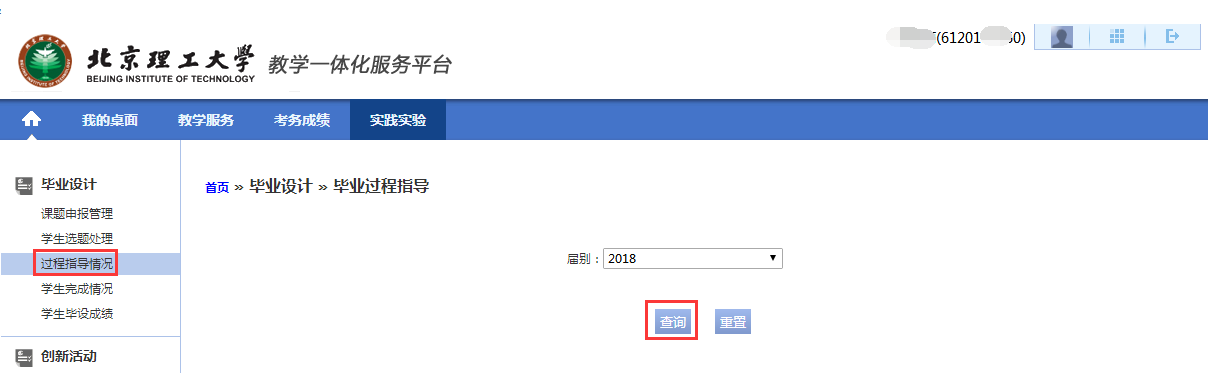 (61201 60)
北京理工大学
BEIJING INSTITUTE OF TECHNOLOGY
教学一体化服务平台
我的桌面 教学服务 考务成绩 实践实验
毕业设计
课题申报管理
学生选题处理
过程指导情况
学生完成情况
学生毕设成绩
创新活动
首页 » 毕业设计 » 毕业过程指导
届别：2018
查询 重置